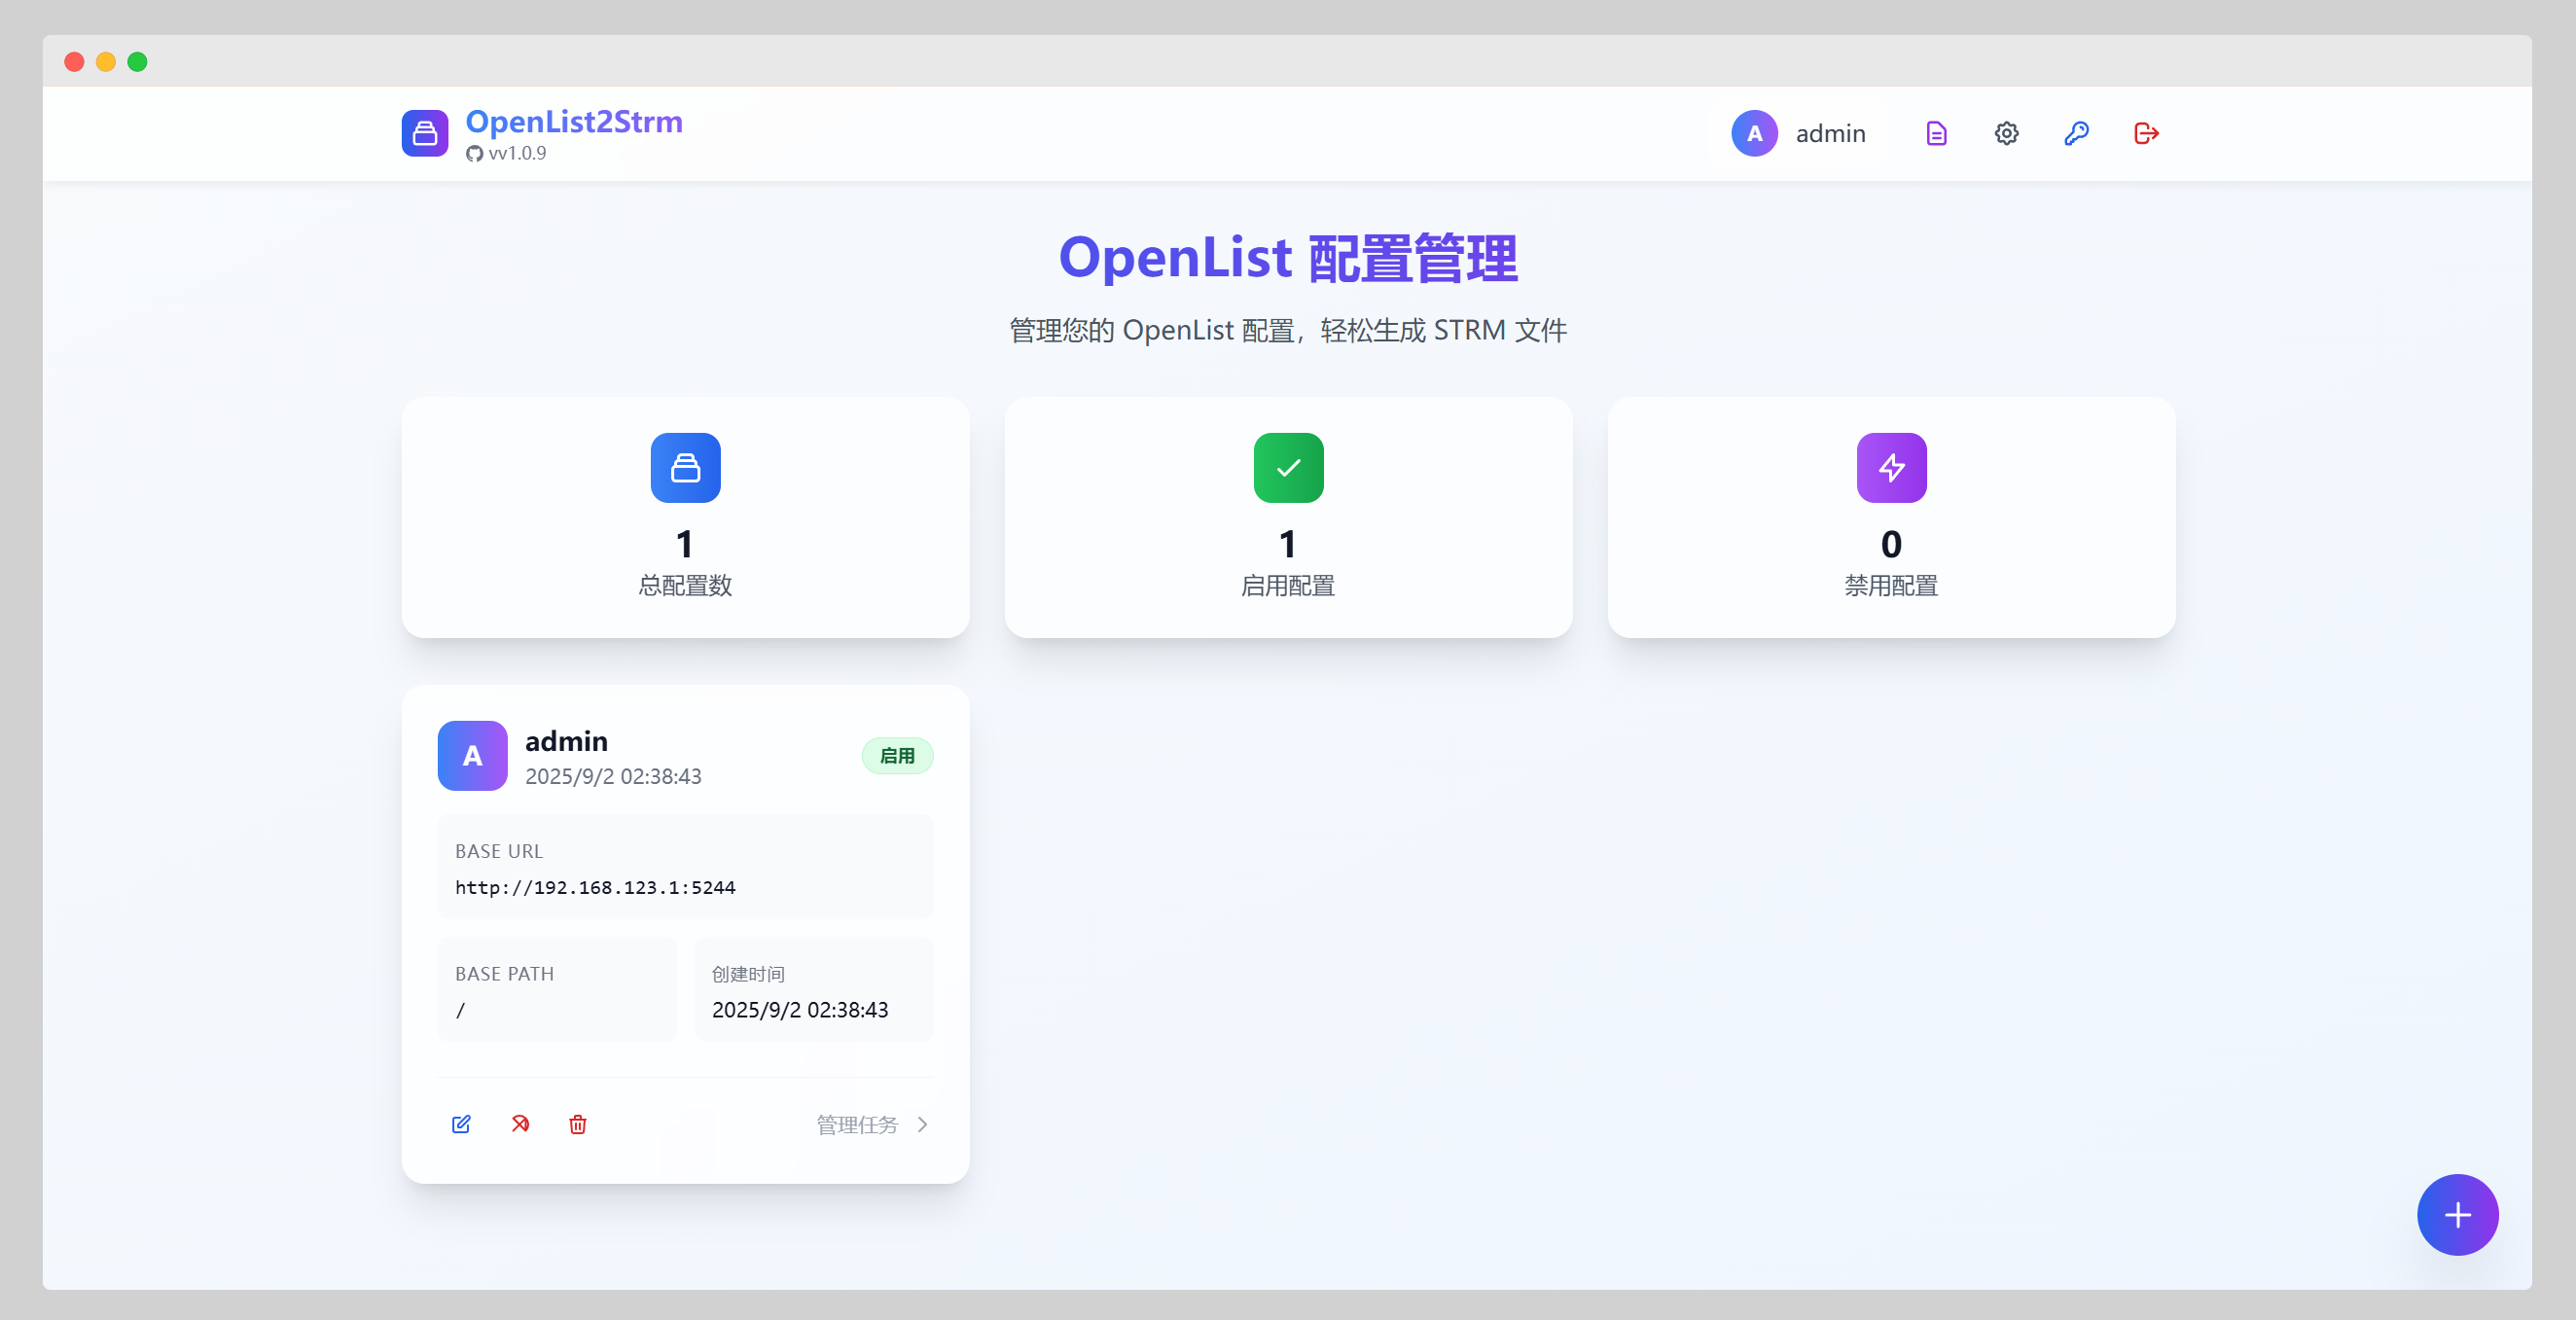 OpenList2Strm
vv1.0.9
A admin
OpenList 配置管理
管理您的 OpenList 配置，轻松生成 STRM 文件
1
总配置数
1
启用配置
0
禁用配置
A
admin
2025/9/2 02:38:43
启用
BASE URL
http://192.168.123.1:5244
BASE PATH
/
创建时间
2025/9/2 02:38:43
管理任务